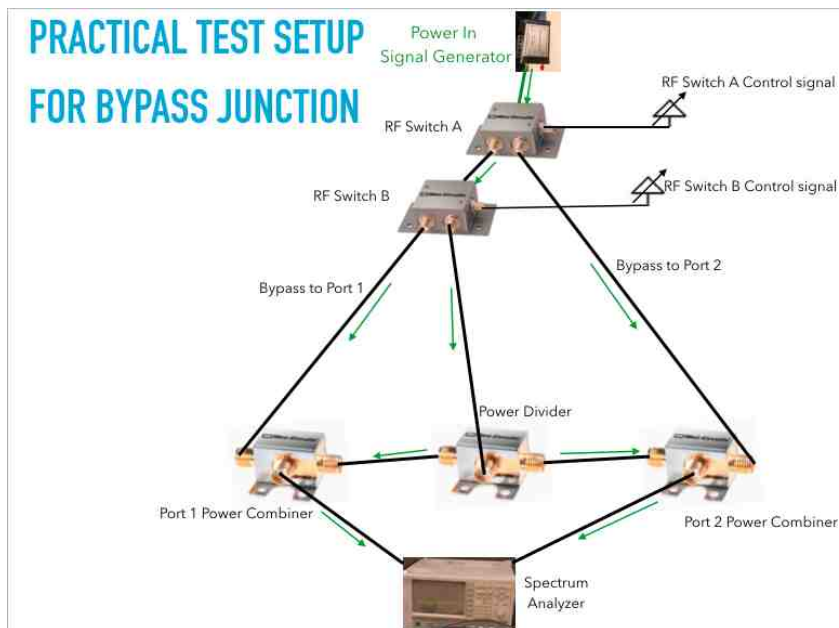 PRACTICAL TEST SETUP
FOR BYPASS JUNCTION
Power In
Signal Generator
RF Switch A Control signal
RF Switch A
RF Switch B Control signal
RF Switch B
Bypass to Port 2
Bypass to Port 1
Power Divider
Port 1 Power Combiner
Port 2 Power Combiner
Spectrum
Analyzer